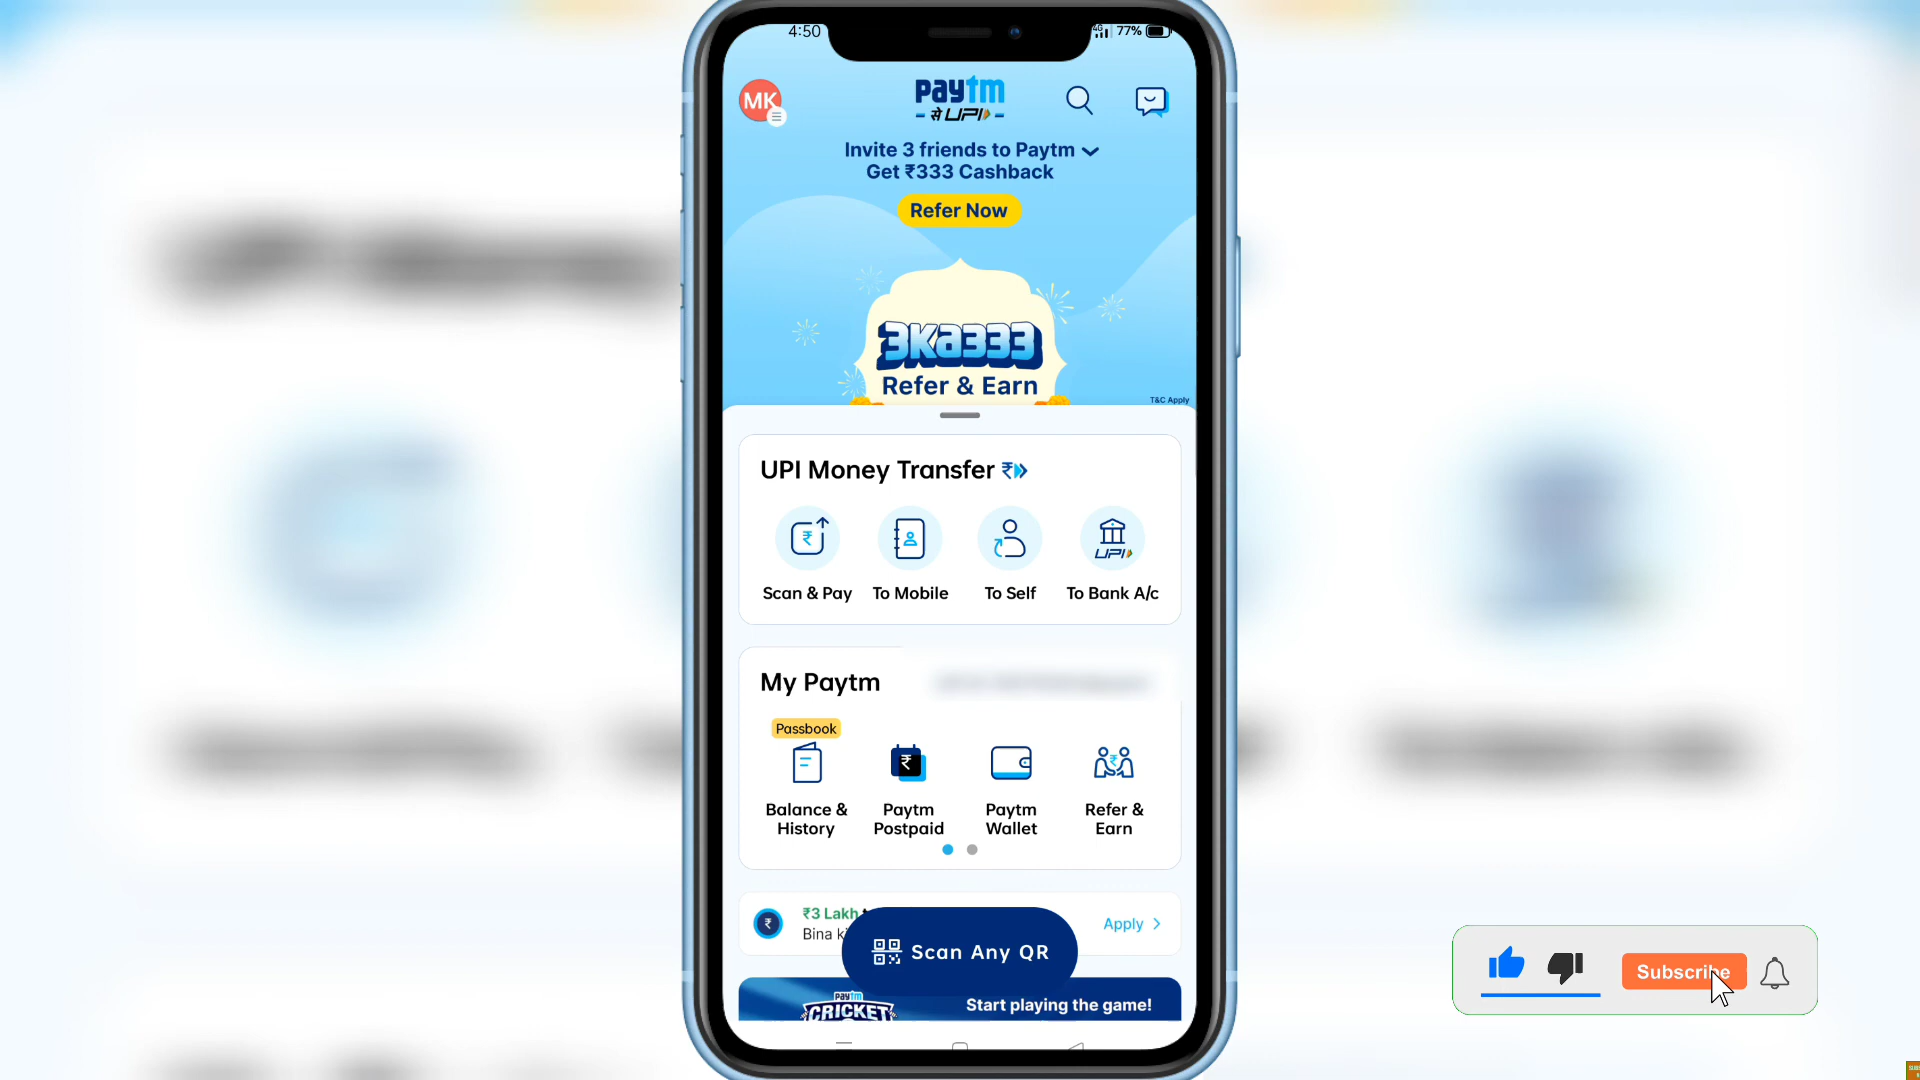 4:50
4G 77%
MK
paytm
से UPI
Invite 3 friends to Paytm
Get ₹333 Cashback
Refer Now
3Ka333
Refer & Earn
T&C Apply
UPI Money Transfer
Scan & Pay To Mobile To Self To Bank A/c
UPI
My Paytm
Passbook
Balance & History
Paytm Postpaid
Paytm Wallet
Refer & Earn
₹3 Lakh
Bina
Apply
Scan Any QR
paytm
CRICKET
Start playing the game!
Subscribe